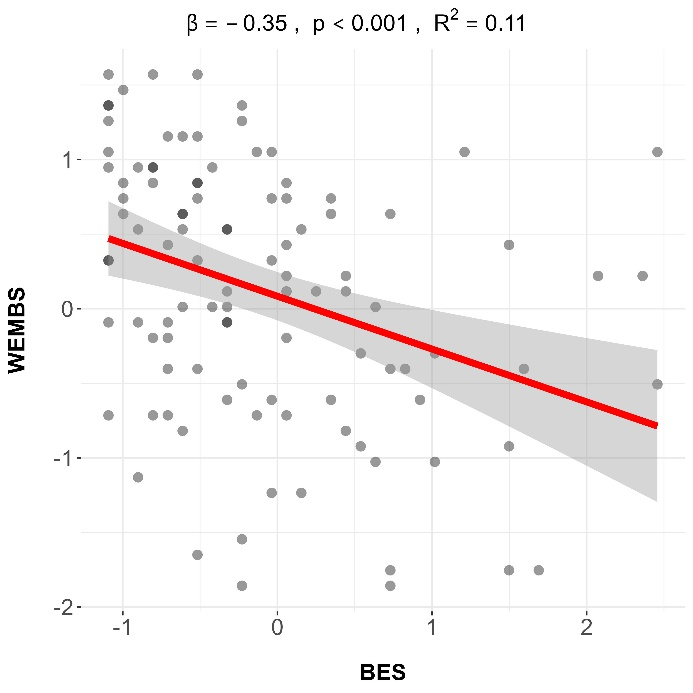 β = − 0.35 , p < 0.001 , R² = 0.11
1
0
-1
-2
WEMBS
-1 0 1 2
BES